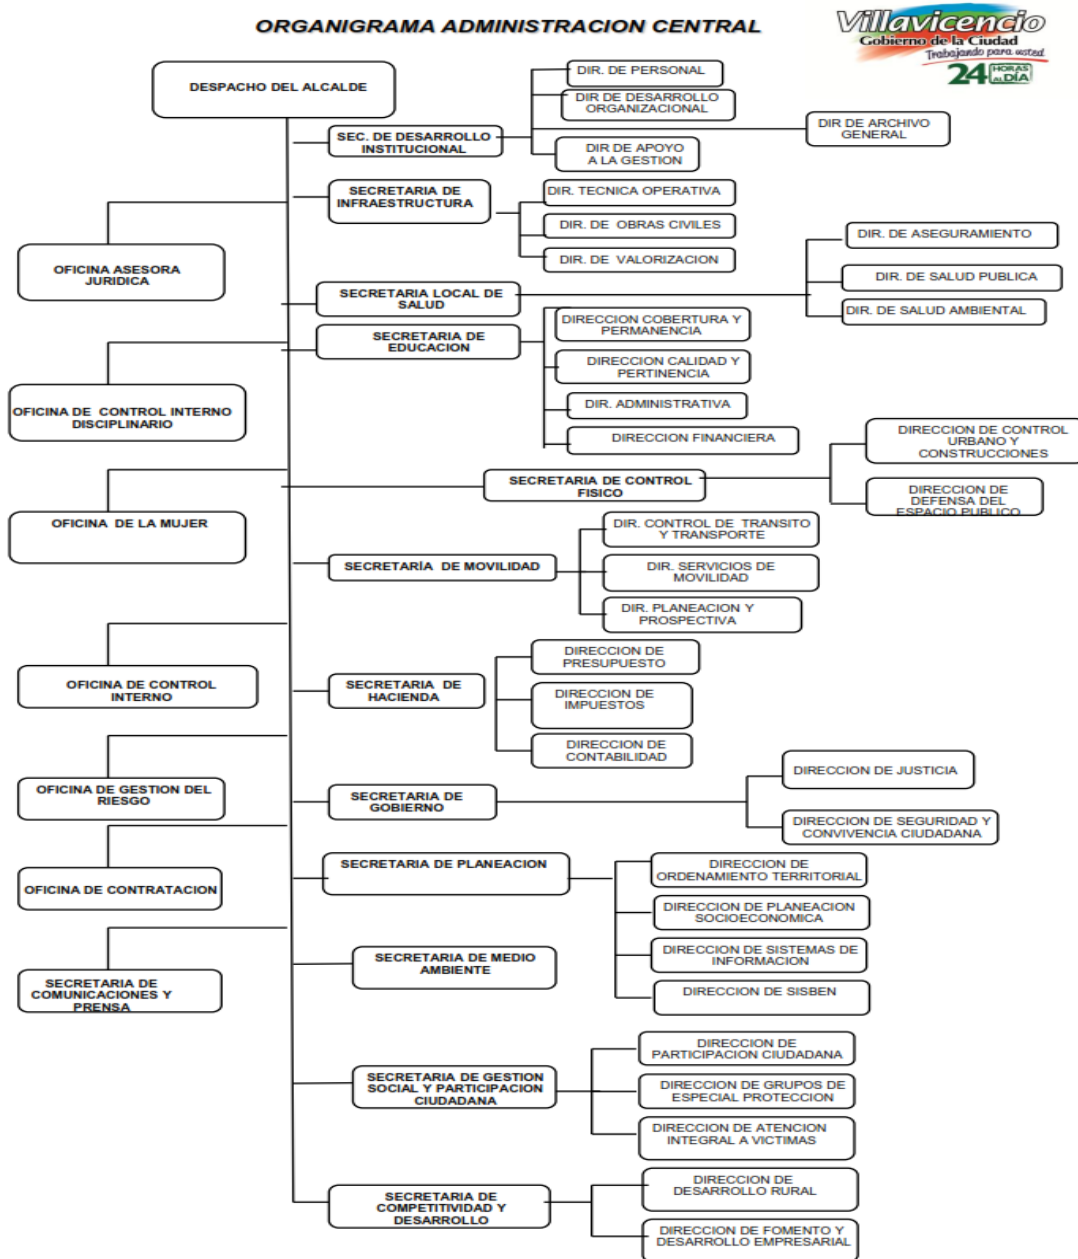 ORGANIGRAMA ADMINISTRACION CENTRAL
Villavicencio
Gobierno de la Ciudad
Trabajando para usted
24 HORAS
AL DÍA
DESPACHO DEL ALCALDE
SEC. DE DESARROLLO
INSTITUCIONAL
DIR. DE PERSONAL
DIR DE DESARROLLO
ORGANIZACIONAL
DIR DE ARCHIVO
GENERAL
DIR DE APOYO
A LA GESTION
SECRETARIA DE
INFRAESTRUCTURA
DIR. TECNICA OPERATIVA
DIR. DE OBRAS CIVILES
DIR. DE VALORIZACION
OFICINA ASESORA
JURIDICA
SECRETARIA LOCAL DE
SALUD
DIR. DE ASEGURAMIENTO
DIR. DE SALUD PUBLICA
DIR. DE SALUD AMBIENTAL
SECRETARIA DE
EDUCACION
DIRECCION COBERTURA Y
PERMANENCIA
DIRECCION CALIDAD Y
PERTINENCIA
DIR. ADMINISTRATIVA
DIRECCION FINANCIERA
OFICINA DE CONTROL INTERNO
DISCIPLINARIO
SECRETARIA DE CONTROL
FISICO
DIRECCION DE CONTROL
URBANO Y
CONSTRUCCIONES
DIRECCION DE
DEFENSA DEL
ESPACIO PUBLICO
OFICINA DE LA MUJER
SECRETARÍA DE MOVILIDAD
DIR. CONTROL DE TRANSITO
Y TRANSPORTE
DIR. SERVICIOS DE
MOVILIDAD
DIR. PLANEACION Y
PROSPECTIVA
OFICINA DE CONTROL
INTERNO
SECRETARIA DE
HACIENDA
DIRECCION DE
PRESUPUESTO
DIRECCION DE
IMPUESTOS
DIRECCION DE
CONTABILIDAD
OFICINA DE GESTION DEL
RIESGO
SECRETARIA DE
GOBIERNO
DIRECCION DE JUSTICIA
DIRECCION DE SEGURIDAD Y
CONVIVENCIA CIUDADANA
OFICINA DE CONTRATACION
SECRETARIA DE PLANEACION
DIRECCION DE
ORDENAMIENTO TERRITORIAL
DIRECCION DE PLANEACION
SOCIOECONOMICA
DIRECCION DE SISTEMAS DE
INFORMACION
DIRECCION DE SISBEN
SECRETARIA DE
COMUNICACIONES Y
PRENSA
SECRETARIA DE MEDIO
AMBIENTE
SECRETARIA DE GESTION
SOCIAL Y PARTICIPACION
CIUDADANA
DIRECCION DE
PARTICIPACION CIUDADANA
DIRECCION DE GRUPOS DE
ESPECIAL PROTECCION
DIRECCION DE ATENCION
INTEGRAL A VICTIMAS
SECRETARIA DE
COMPETITIVIDAD Y
DESARROLLO
DIRECCION DE
DESARROLLO RURAL
DIRECCION DE FOMENTO Y
DESARROLLO EMPRESARIAL